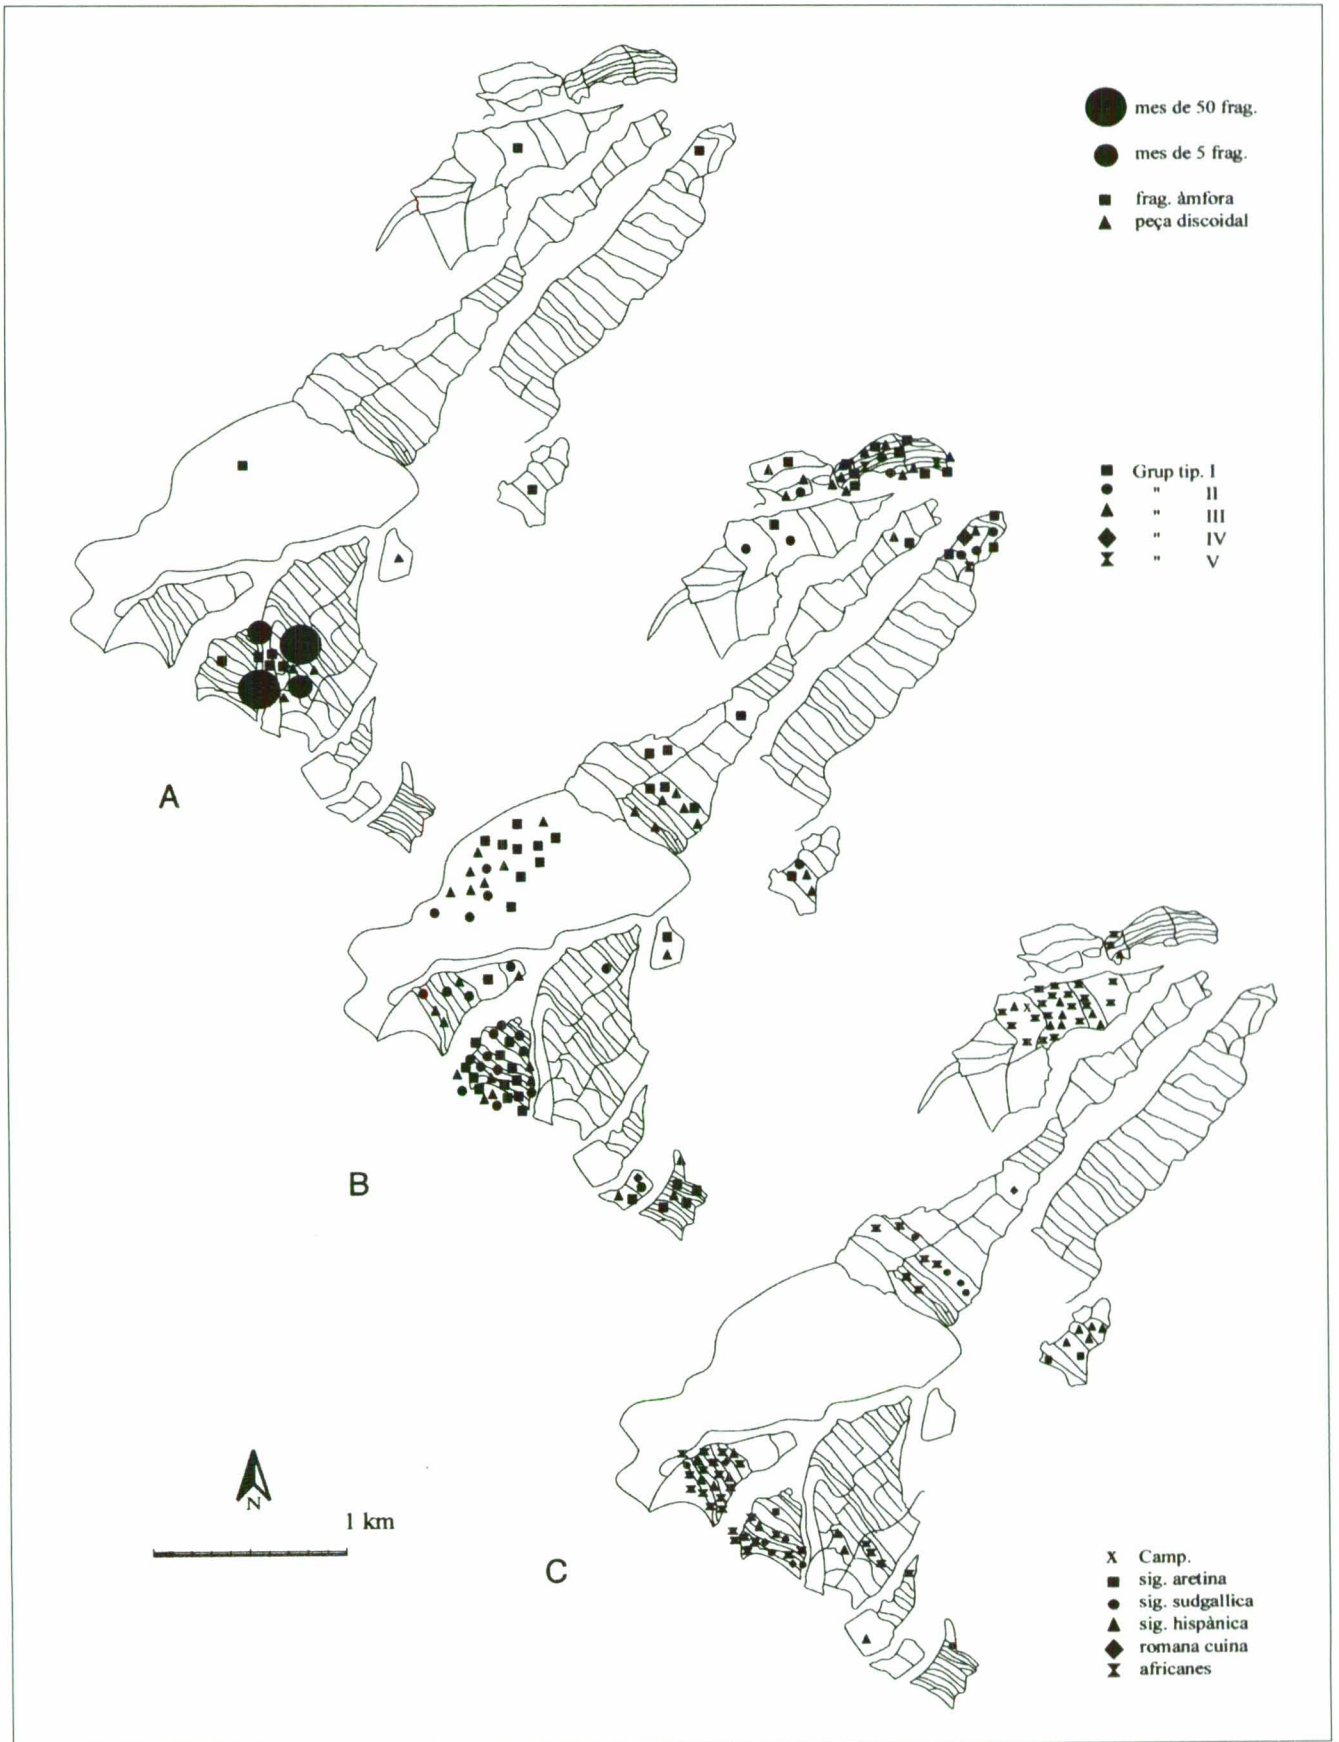 mes de 50 frag.
mes de 5 frag.
frag. àmfora
peça discoidal
A
Grup tip. I
" II
" III
" IV
" V
B
N
1 km
C
x Camp.
sig. aretina
sig. sudgallica
sig. hispànica
romana cuina
africanes